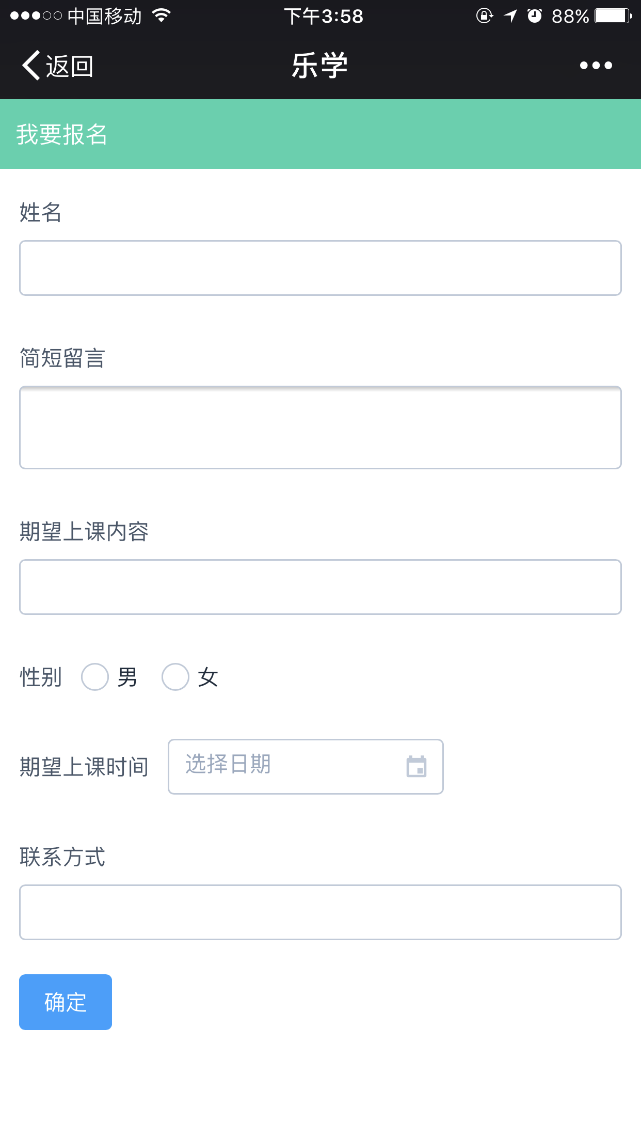 中国移动 下午3:58 88%
返回 乐学
我要报名
姓名
简短留言
期望上课内容
性别 男 女
期望上课时间 选择日期
联系方式
确定